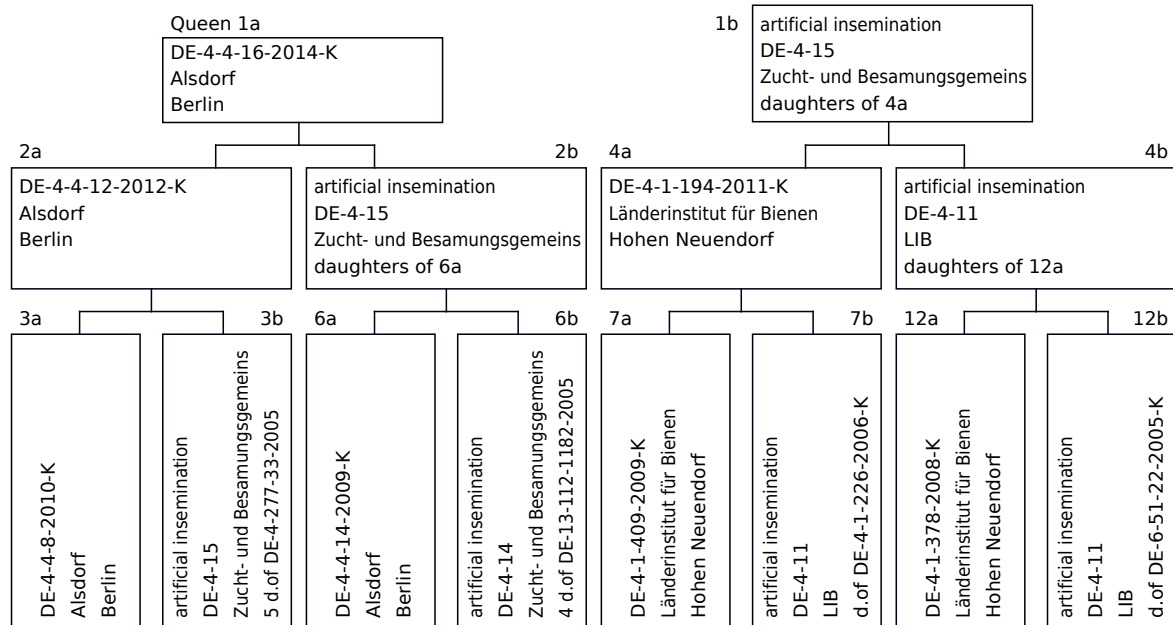 Queen 1a
DE-4-4-16-2014-K
Alsdorf
Berlin
1b
artificial insemination
DE-4-15
Zucht- und Besamungsgemeins
daughters of 4a
2a
DE-4-4-12-2012-K
Alsdorf
Berlin
2b
artificial insemination
DE-4-15
Zucht- und Besamungsgemeins
daughters of 6a
4a
DE-4-1-194-2011-K
Länderinstitut für Bienen
Hohen Neuendorf
4b
artificial insemination
DE-4-11
LIB
daughters of 12a
3a
DE-4-4-8-2010-K
Alsdorf
Berlin
3b
artificial insemination
DE-4-15
Zucht- und Besamungsgemeins
5 d.of DE-4-277-33-2005
6a
DE-4-4-14-2009-K
Alsdorf
Berlin
6b
artificial insemination
DE-4-14
Zucht- und Besamungsgemeins
4 d.of DE-13-112-1182-2005
7a
DE-4-1-409-2009-K
Länderinstitut für Bienen
Hohen Neuendorf
7b
artificial insemination
DE-4-11
LIB
d.of DE-4-1-226-2006-K
12a
DE-4-1-378-2008-K
Länderinstitut für Bienen
Hohen Neuendorf
12b
artificial insemination
DE-4-11
LIB
d.of DE-6-51-22-2005-K